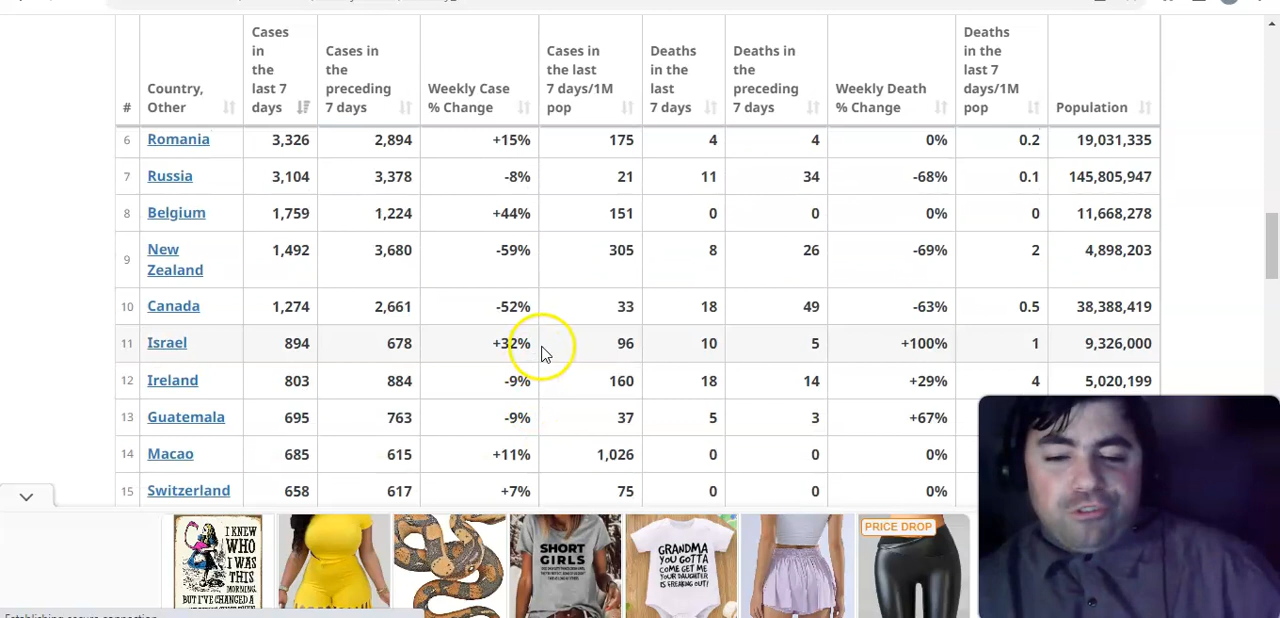 Cases in the last 7 days
Cases in the preceding 7 days
Weekly Case % Change
Cases in the last 7 days/1M pop
Deaths in the last 7 days
Deaths in the preceding 7 days
Weekly Death % Change
Deaths in the last 7 days/1M pop
# Country, Other
Population
6 Romania 3,326 2,894 +15% 175 4 4 0% 0.2 19,031,335
7 Russia 3,104 3,378 -8% 21 11 34 -68% 0.1 145,805,947
8 Belgium 1,759 1,224 +44% 151 0 0 0% 0 11,668,278
9 New Zealand 1,492 3,680 -59% 305 8 26 -69% 2 4,898,203
10 Canada 1,274 2,661 -52% 33 18 49 -63% 0.5 38,388,419
11 Israel 894 678 +32% 96 10 5 +100% 1 9,326,000
12 Ireland 803 884 -9% 160 18 14 +29% 4 5,020,199
13 Guatemala 695 763 -9% 37 5 3 +67%
14 Macao 685 615 +11% 1,026 0 0 0%
15 Switzerland 658 617 +7% 75 0 0 0%
I KNEW
WHO
I WAS
THIS
MORNING,
BUT I'VE CHANGED A
SHORT
GIRLS
GRANDMA
YOU GOTTA
COME GET ME
YOUR DAUGHTER
IS FREAKING OUT!
PRICE DROP